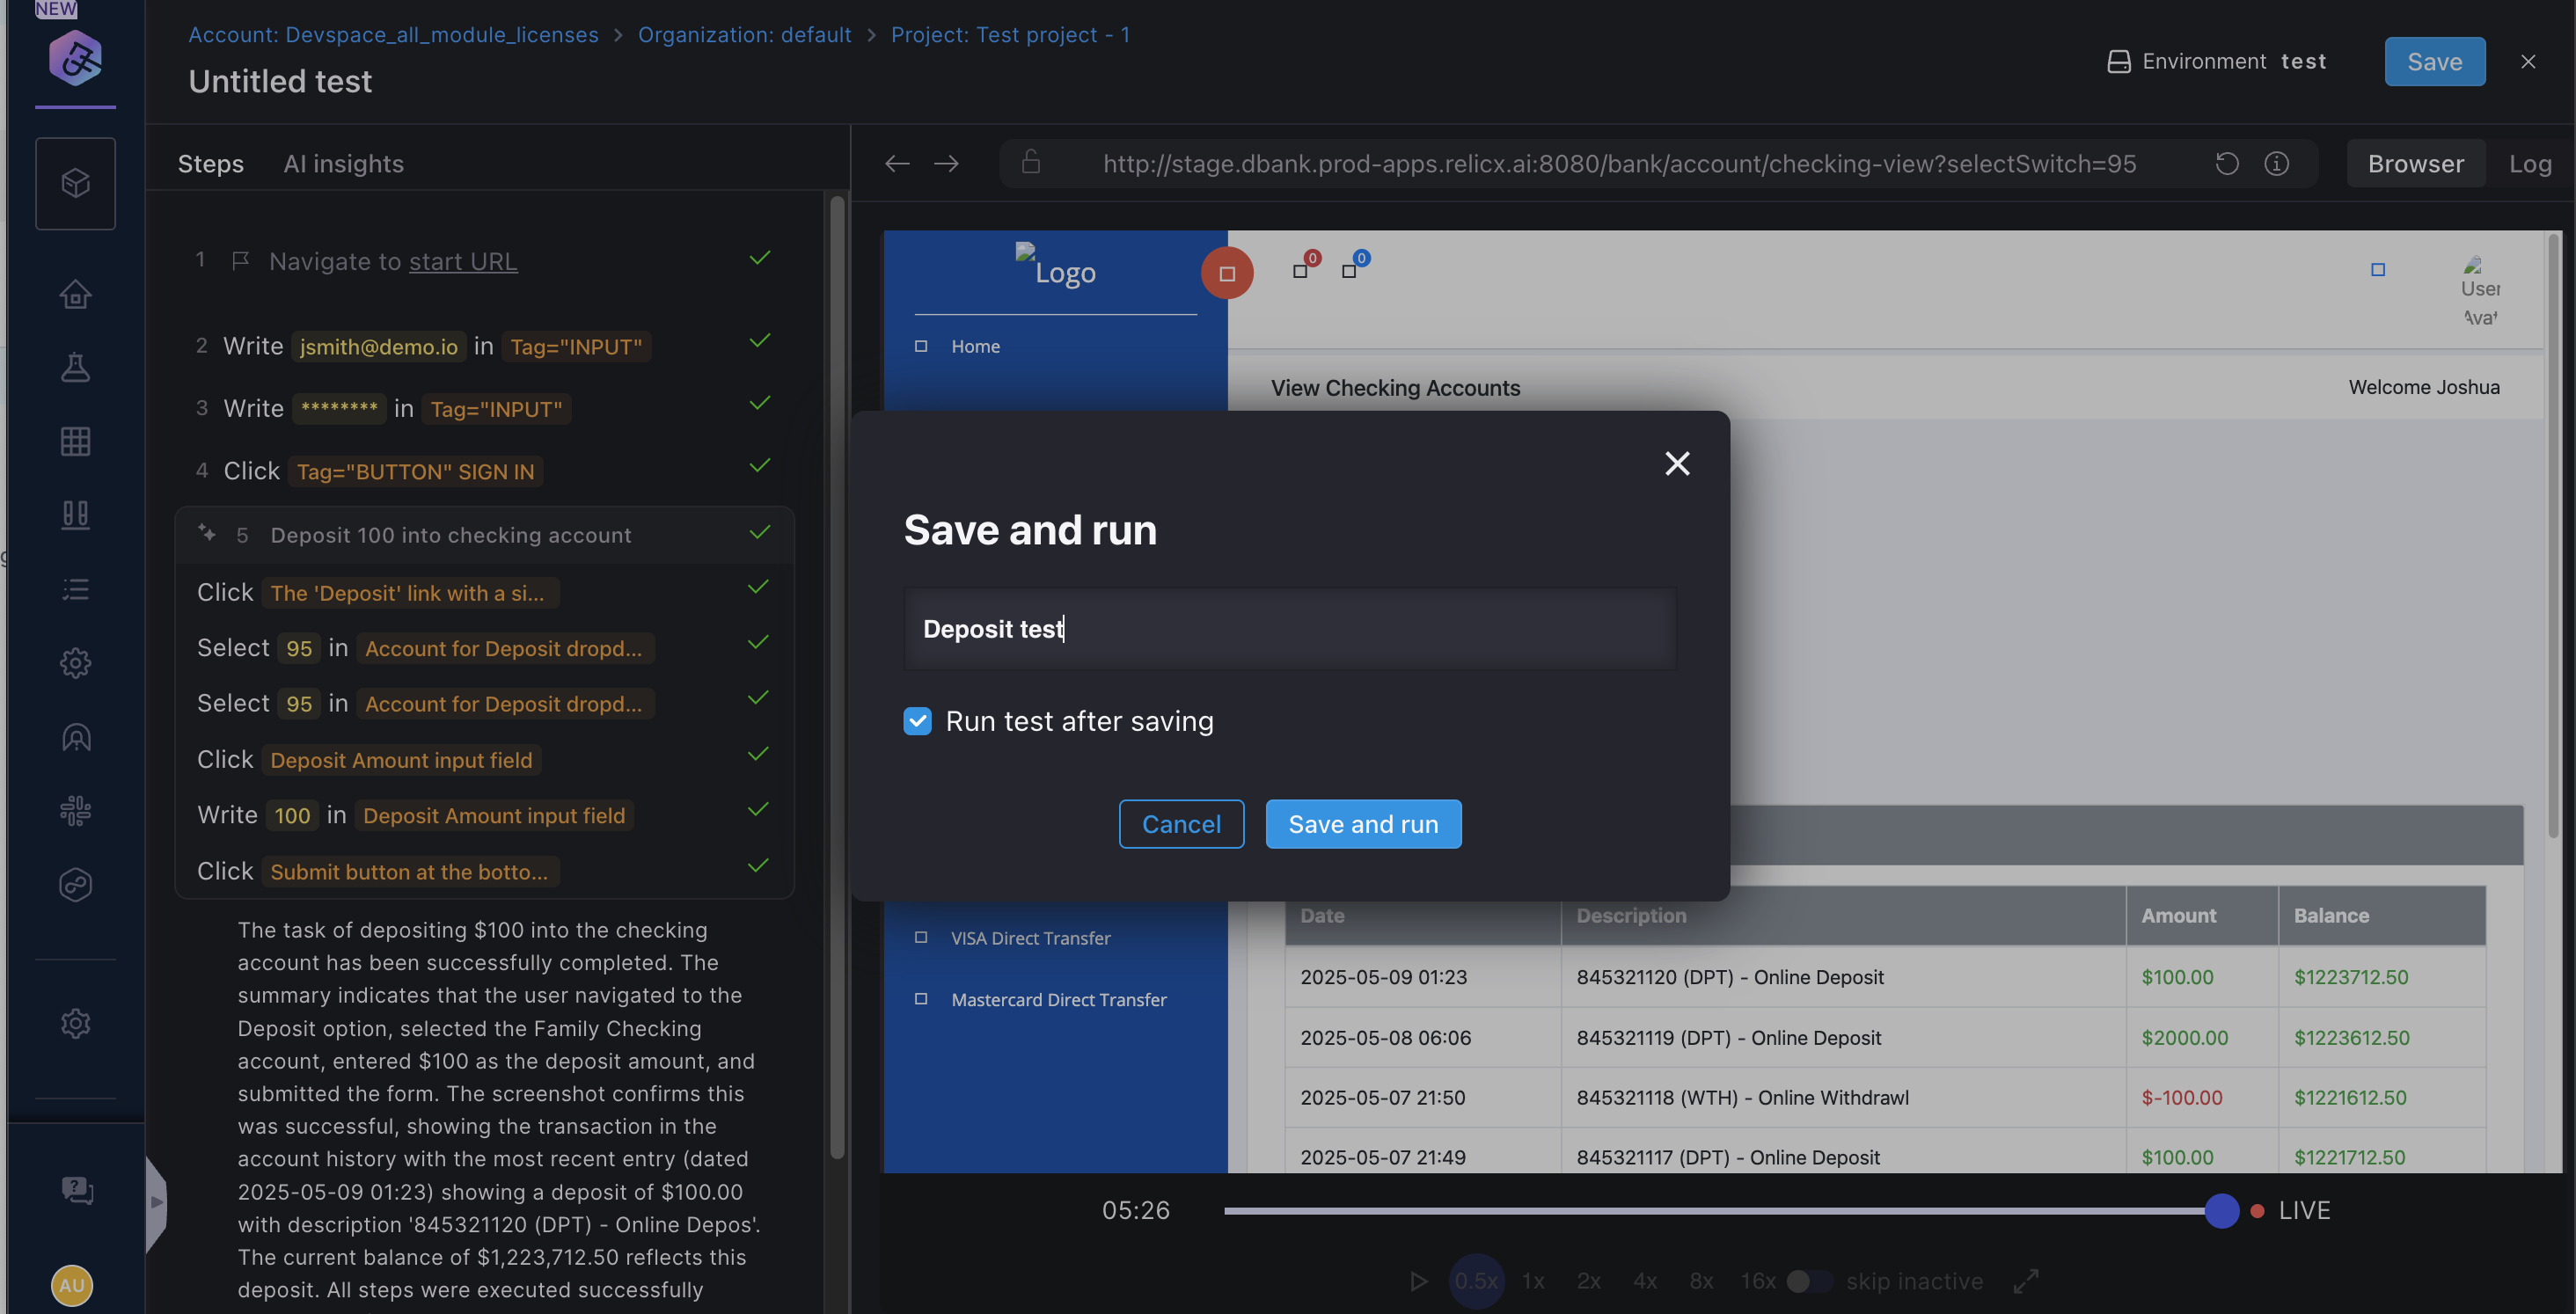 NEW
Account: Devspace_all_module_licenses > Organization: default > Project: Test project - 1
Untitled test
Environment test
Save
Steps
AI insights
http://stage.dbank.prod-apps.relicx.ai:8080/bank/account/checking-view?selectSwitch=95
Browser
Log
1 Navigate to start URL
2 Write jsmith@demo.io in Tag="INPUT"
3 Write ******** in Tag="INPUT"
4 Click Tag="BUTTON" SIGN IN
5 Deposit 100 into checking account
Click The 'Deposit' link with a si...
Select 95 in Account for Deposit dropd...
Select 95 in Account for Deposit dropd...
Click Deposit Amount input field
Write 100 in Deposit Amount input field
Click Submit button at the botto...
The task of depositing $100 into the checking
account has been successfully completed. The
summary indicates that the user navigated to the
Deposit option, selected the Family Checking
account, entered $100 as the deposit amount, and
submitted the form. The screenshot confirms this
was successful, showing the transaction in the
account history with the most recent entry (dated
2025-05-09 01:23) showing a deposit of $100.00
with description '845321120 (DPT) - Online Depos'.
The current balance of $1,223,712.50 reflects this
deposit. All steps were executed successfully
AU
Logo
0
0
User
Avat
Home
View Checking Accounts
Welcome Joshua
Save and run
Deposit test
Run test after saving
Cancel
Save and run
VISA Direct Transfer
Mastercard Direct Transfer
Date Description Amount Balance
2025-05-09 01:23 845321120 (DPT) - Online Deposit $100.00 $1223712.50
2025-05-08 06:06 845321119 (DPT) - Online Deposit $2000.00 $1223612.50
2025-05-07 21:50 845321118 (WTH) - Online Withdrawl $-100.00 $1221612.50
2025-05-07 21:49 845321117 (DPT) - Online Deposit $100.00 $1221712.50
05:26
LIVE
0.5x 1x 2x 4x 8x 16x skip inactive